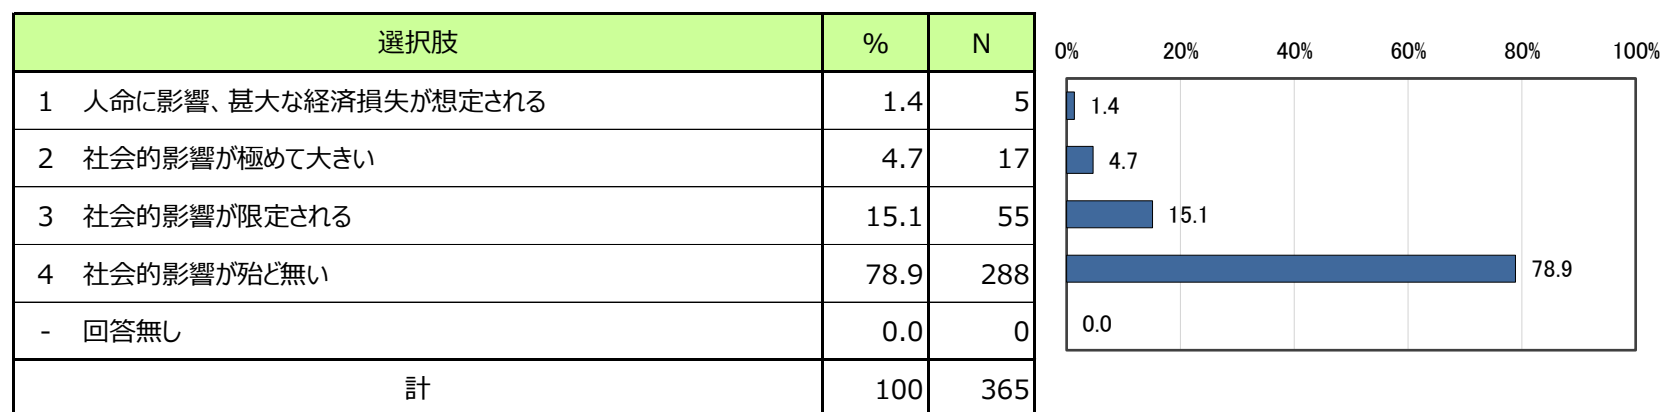 選択肢 % N
1 人命に影響、甚大な経済損失が想定される 1.4 5
2 社会的影響が極めて大きい 4.7 17
3 社会的影響が限定される 15.1 55
4 社会的影響が殆ど無い 78.9 288
- 回答無し 0.0 0
計 100 365
0% 20% 40% 60% 80% 100%
1.4
4.7
15.1
78.9
0.0